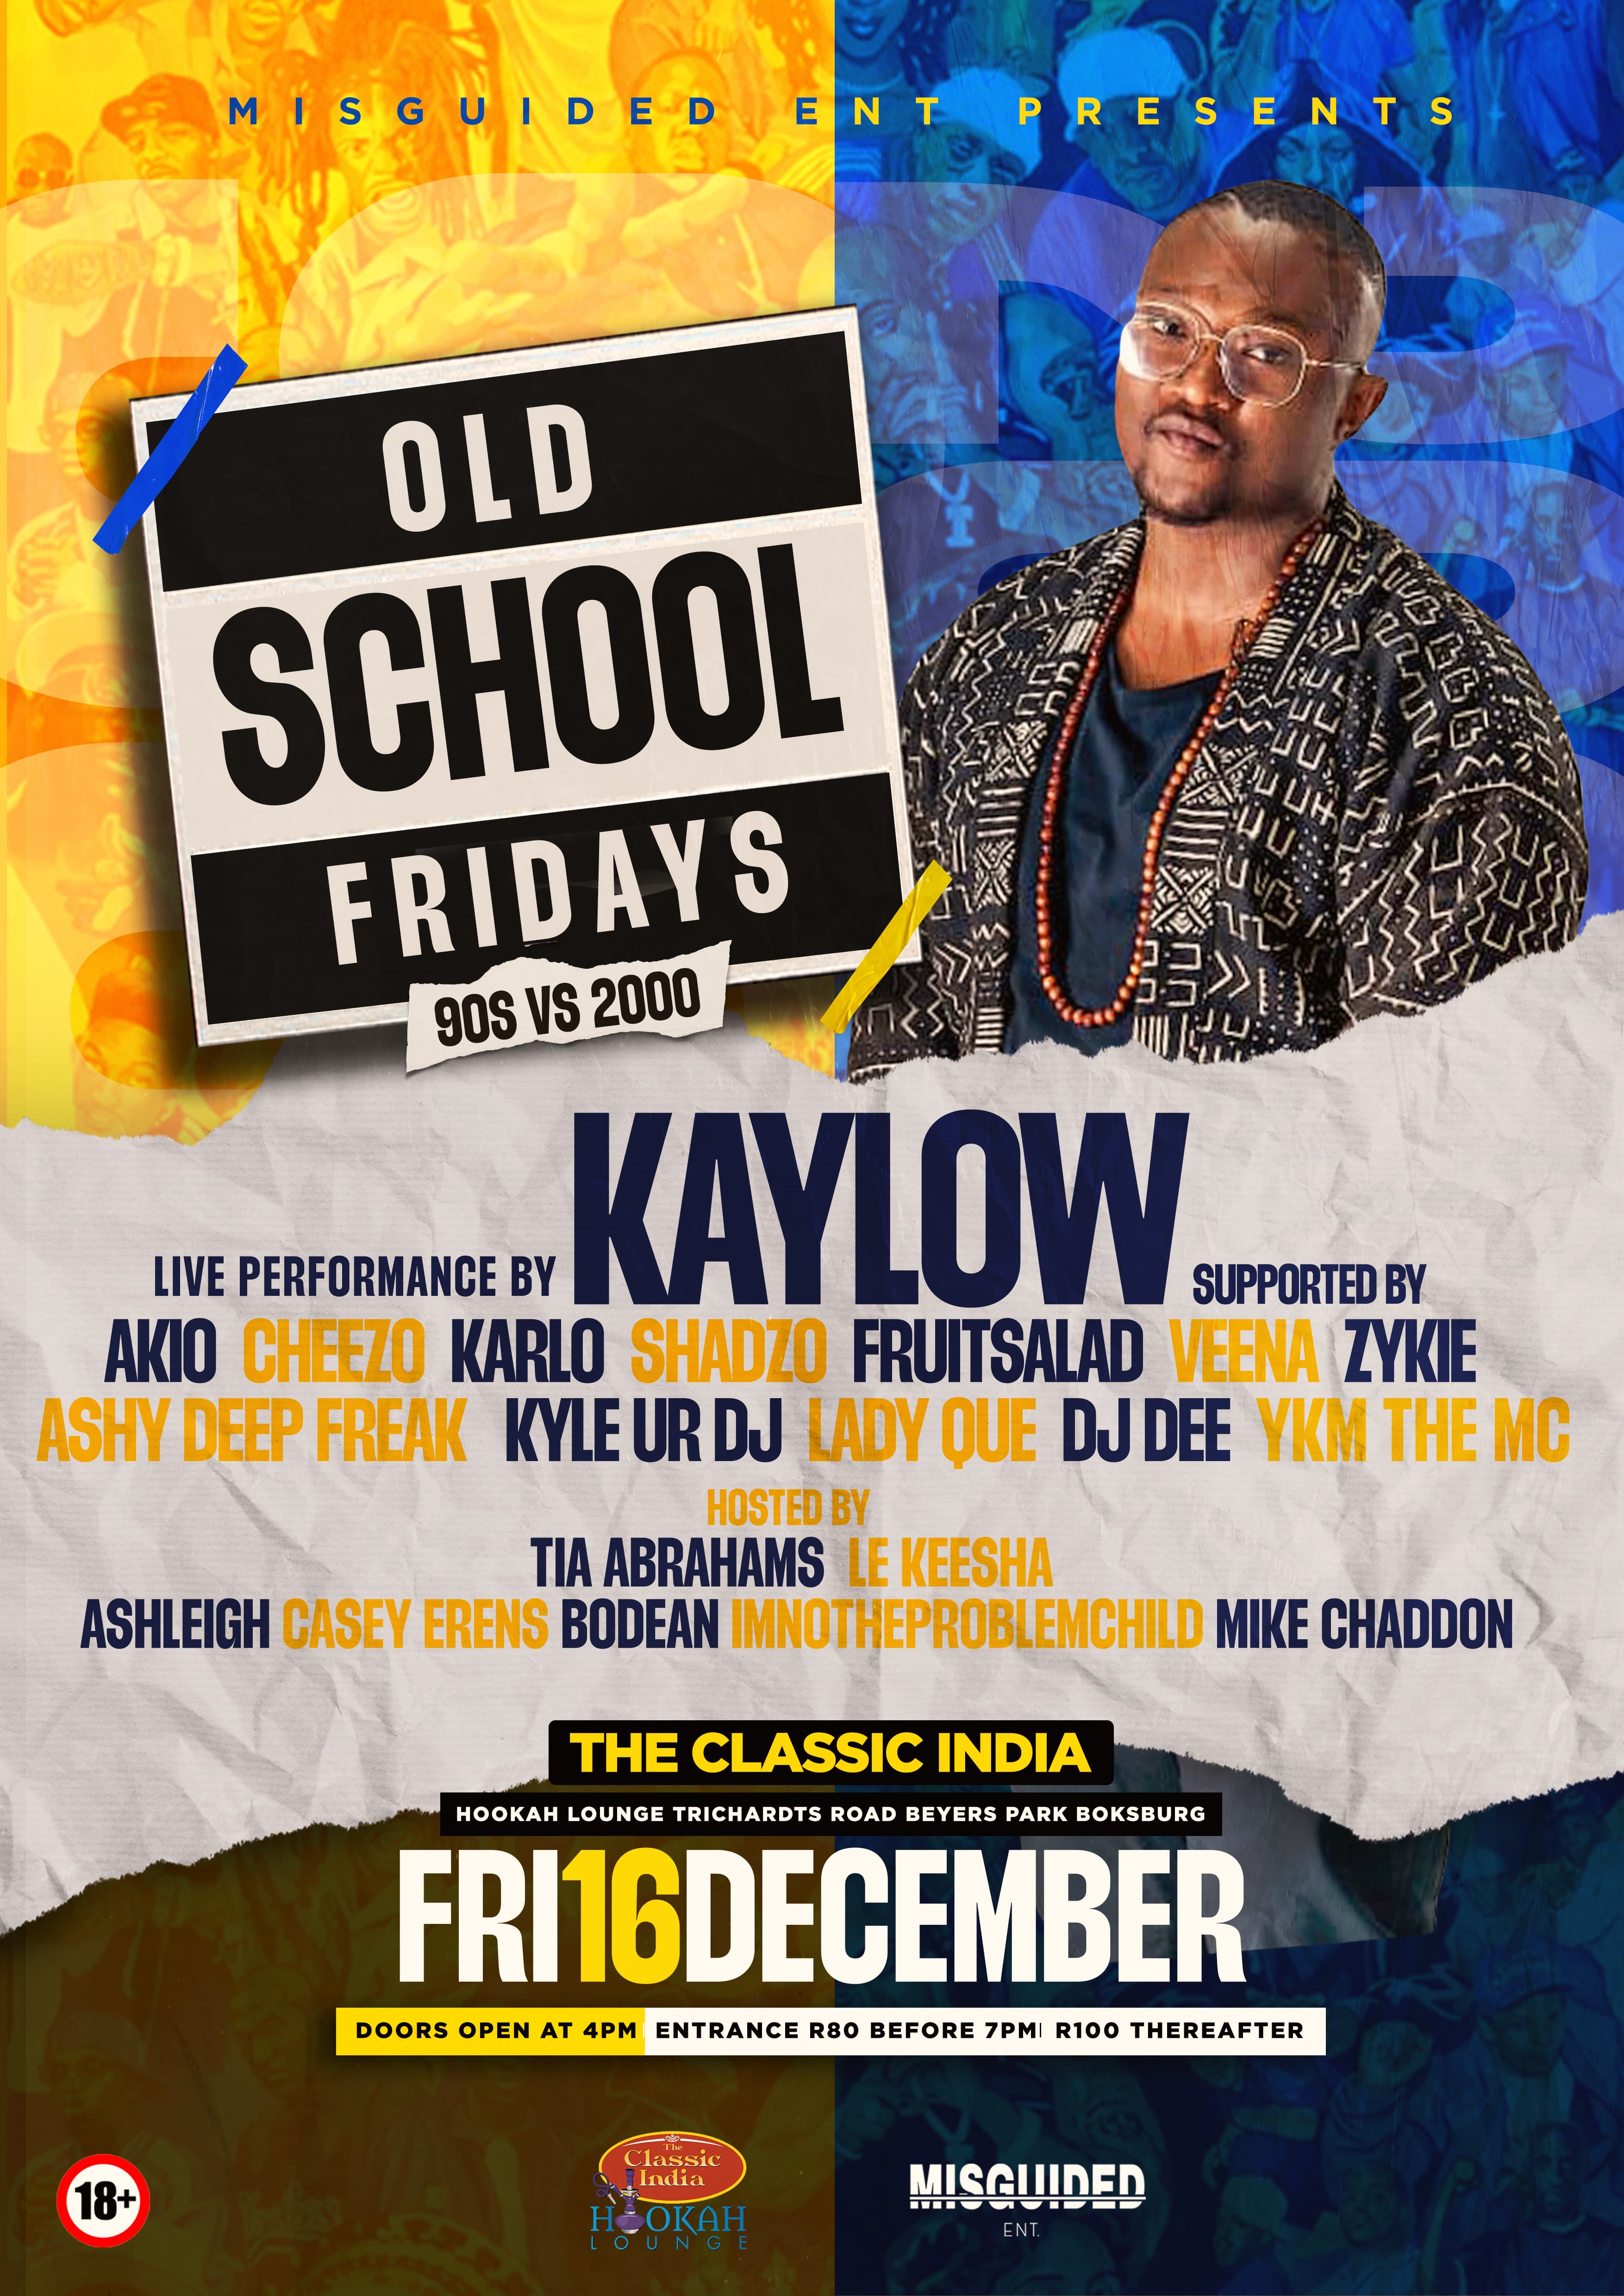 MISGUIDED ENT PRESENTS
OLD
SCHOOL
FRIDAYS
90S VS 2000
LIVE PERFORMANCE BY KAYLOW SUPPORTED BY
AKIO CHEEZO KARLO SHADZO FRUITSALAD VEENA ZYKIE
ASHY DEEP FREAK KYLE UR DJ LADY QUE DJ DEE YKM THE MC
HOSTED BY
TIA ABRAHAMS LE KEESHA
ASHLEIGH CASEY ERENS BODEAN IMNOTHEPROBLEMCHILD MIKE CHADDON
THE CLASSIC INDIA
HOOKAH LOUNGE TRICHARDTS ROAD BEYERS PARK BOKSBURG
FRI16DECEMBER
DOORS OPEN AT 4PM ENTRANCE R80 BEFORE 7PM| R100 THEREAFTER
18+
The
Classic
India
HOOKAH
LOUNGE
MISGUIDED
ENT.